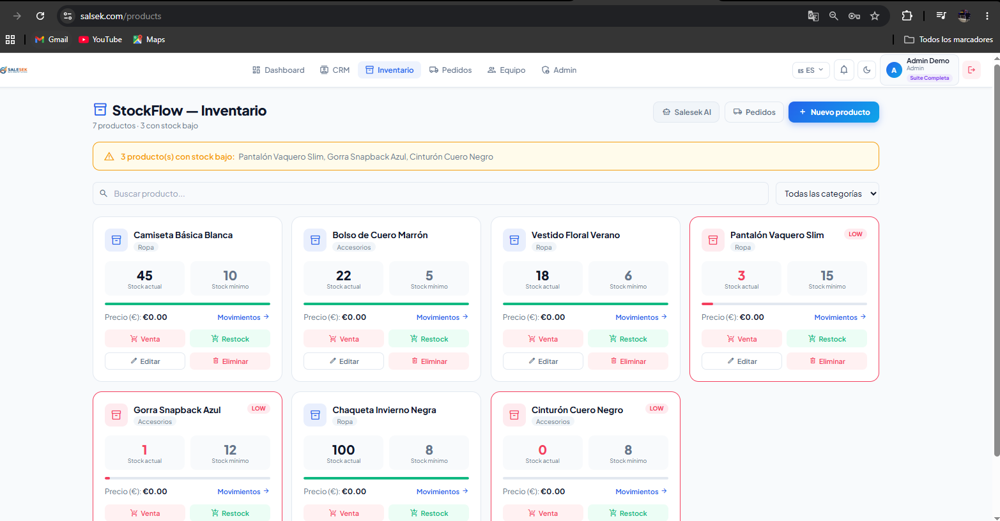 salsek.com/products
Gmail YouTube Maps Todos los marcadores
SALESEK
Dashboard CRM Inventario Pedidos Equipo Admin
ES ES
A
Admin Demo
Admin
Suite Completa
StockFlow — Inventario
7 productos · 3 con stock bajo
Salesek AI Pedidos + Nuevo producto
3 producto(s) con stock bajo: Pantalón Vaquero Slim, Gorra Snapback Azul, Cinturón Cuero Negro
Buscar producto... Todas las categorías
Camiseta Básica Blanca
Ropa
45 10
Stock actual Stock mínimo
Precio (€): €0.00 Movimientos →
Venta Restock
Editar Eliminar
Bolso de Cuero Marrón
Accesorios
22 5
Stock actual Stock mínimo
Precio (€): €0.00 Movimientos →
Venta Restock
Editar Eliminar
Vestido Floral Verano
Ropa
18 6
Stock actual Stock mínimo
Precio (€): €0.00 Movimientos →
Venta Restock
Editar Eliminar
Pantalón Vaquero Slim LOW
Ropa
3 15
Stock actual Stock mínimo
Precio (€): €0.00 Movimientos →
Venta Restock
Editar Eliminar
Gorra Snapback Azul LOW
Accesorios
1 12
Stock actual Stock mínimo
Precio (€): €0.00 Movimientos →
Venta Restock
Chaqueta Invierno Negra
Ropa
100 8
Stock actual Stock mínimo
Precio (€): €0.00 Movimientos →
Venta Restock
Cinturón Cuero Negro LOW
Accesorios
0 8
Stock actual Stock mínimo
Precio (€): €0.00 Movimientos →
Venta Restock